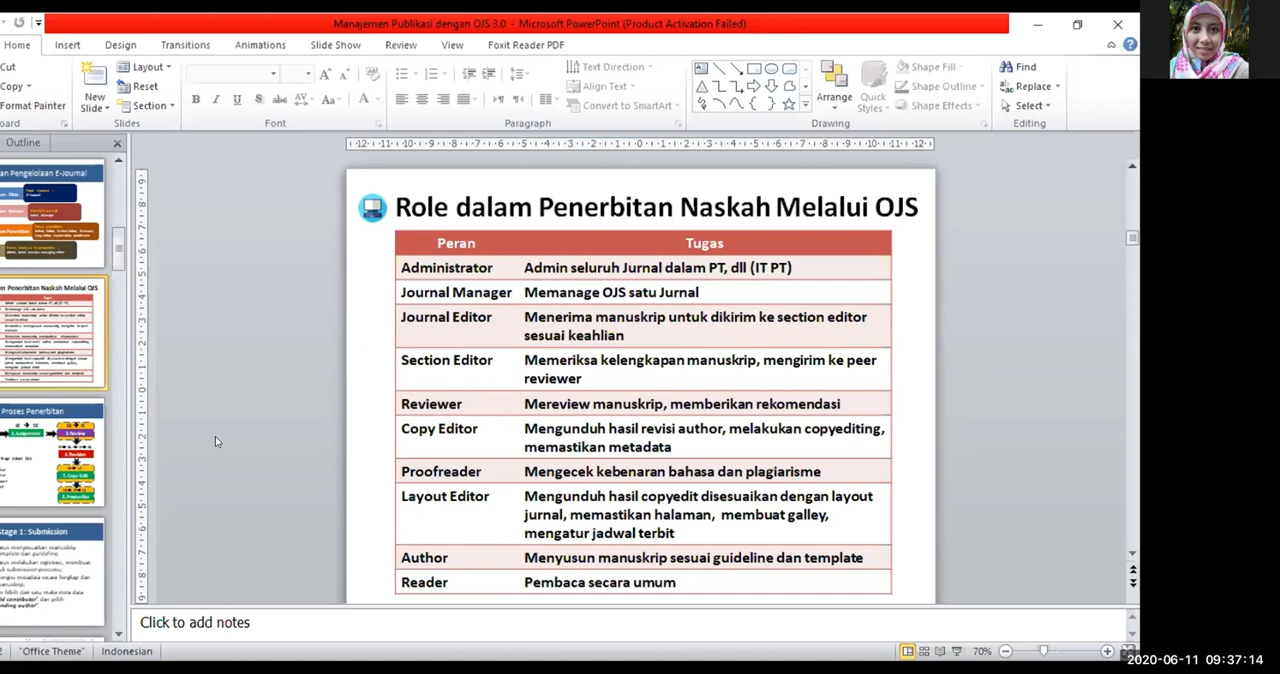 Manajemen Publikasi dengan OJS 3.0 - Microsoft PowerPoint (Product Activation Failed)
Home Insert Design Transitions Animations Slide Show Review View Foxit Reader PDF
Cut
Copy
Format Painter
New Slide
Layout
Reset
Section
Slides
Font
Text Direction
Align Text
Convert to SmartArt
Paragraph
Arrange
Quick Styles
Shape Fill
Shape Outline
Shape Effects
Drawing
Find
Replace
Select
Editing
Outline
an Pengelolaan E-Journal
m Penerbitan Naskah Melalui OJS
Proses Penerbitan
Stage 1: Submission
Role dalam Penerbitan Naskah Melalui OJS
Peran Tugas
Administrator Admin seluruh Jurnal dalam PT, dll (IT PT)
Journal Manager Memanage OJS satu Jurnal
Journal Editor Menerima manuskrip untuk dikirim ke section editor
sesuai keahlian
Section Editor Memeriksa kelengkapan manuskrip, mengirim ke peer
reviewer
Reviewer Mereview manuskrip, memberikan rekomendasi
Copy Editor Mengunduh hasil revisi author, melakukan copyediting,
memastikan metadata
Proofreader Mengecek kebenaran bahasa dan plagiarisme
Layout Editor Mengunduh hasil copyedit disesuaikan dengan layout
jurnal, memastikan halaman, membuat galley,
mengatur jadwal terbit
Author Menyusun manuskrip sesuai guideline dan template
Reader Pembaca secara umum
Click to add notes
"Office Theme" Indonesian 70%
2020-06-11 09:37:14